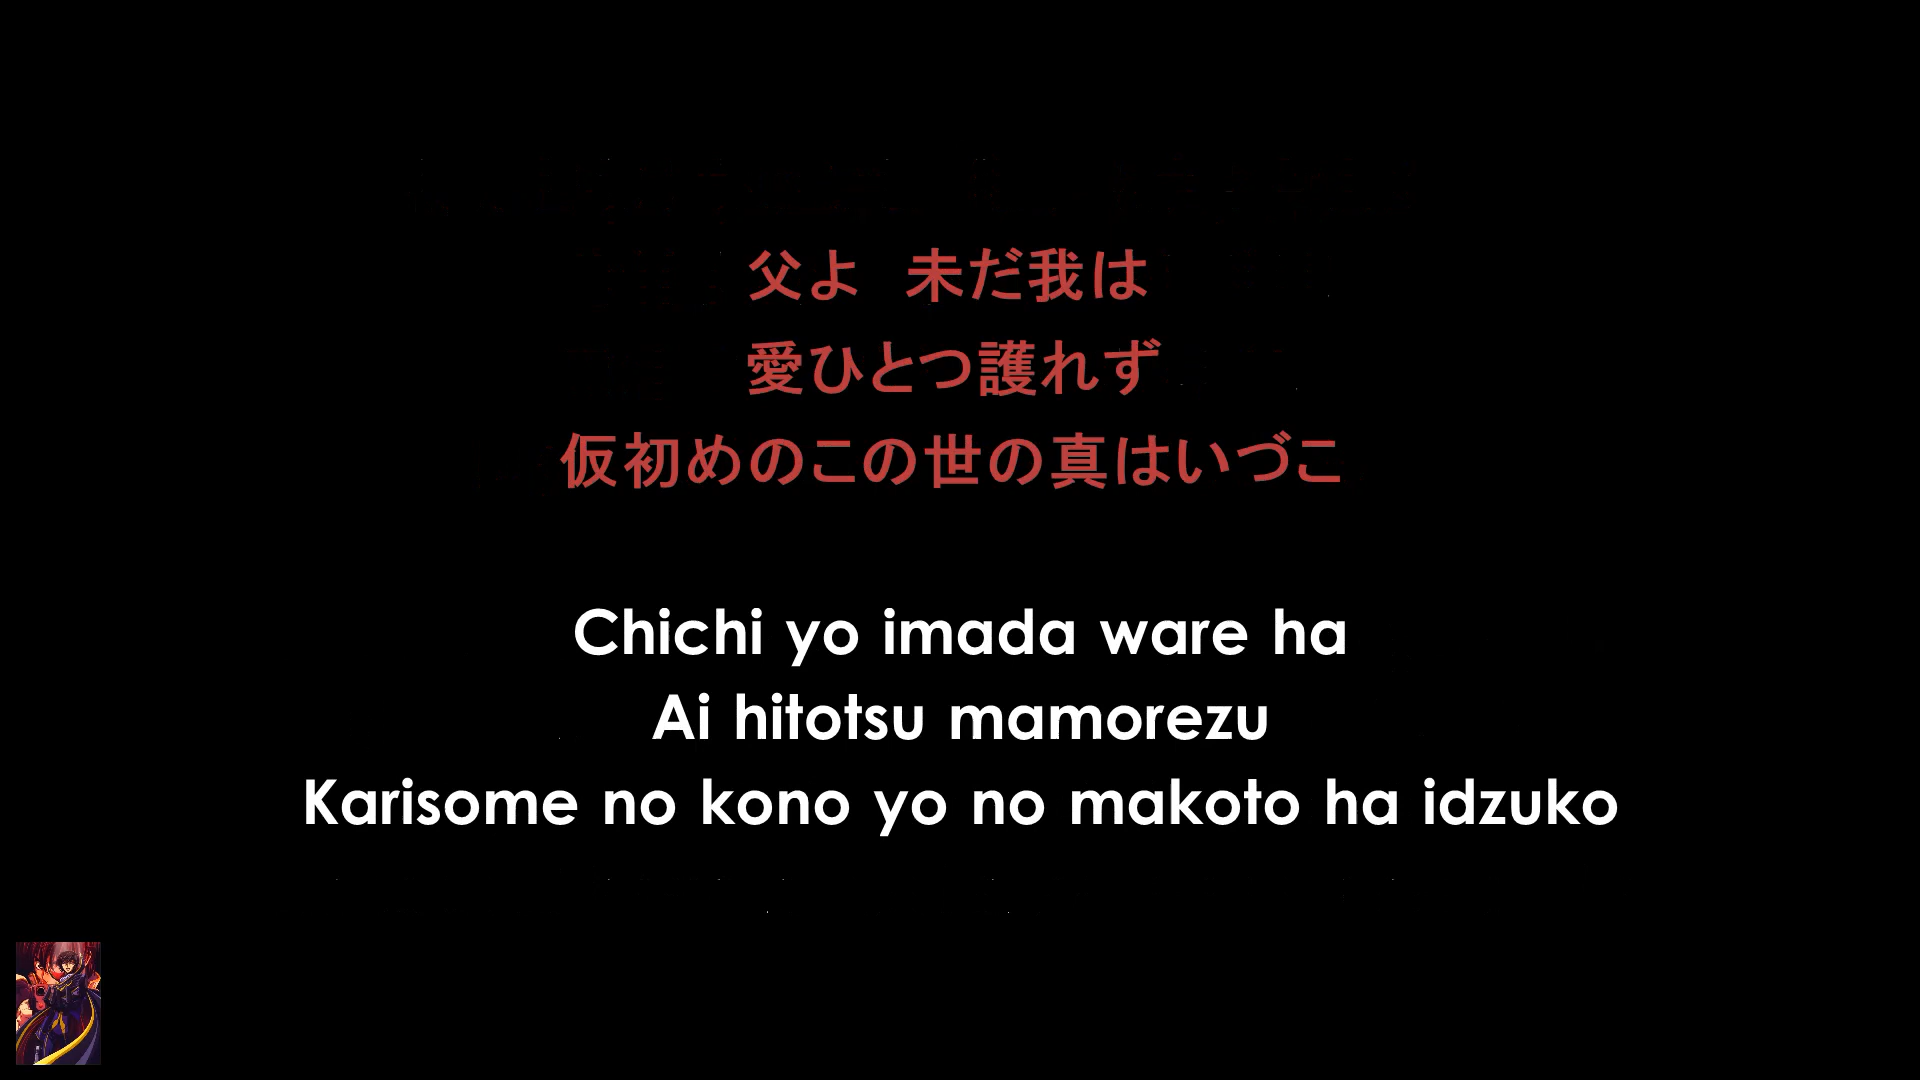 父よ　未だ我は
愛ひとつ護れず
仮初めのこの世の真はいづこ
Chichi yo imada ware ha
Ai hitotsu mamorezu
Karisome no kono yo no makoto ha idzuko